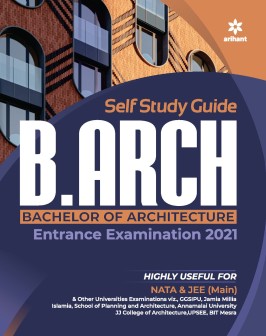 arihant
Self Study Guide
B.ARCH
BACHELOR OF ARCHITECTURE
Entrance Examination 2021
HIGHLY USEFUL FOR
NATA & JEE (Main)
& Other Universities Examinations viz., GGSIPU, Jamia Millia
Islamia, School of Planning and Architecture, Annamalai University
JJ College of Architecture,UPSEE, BIT Mesra